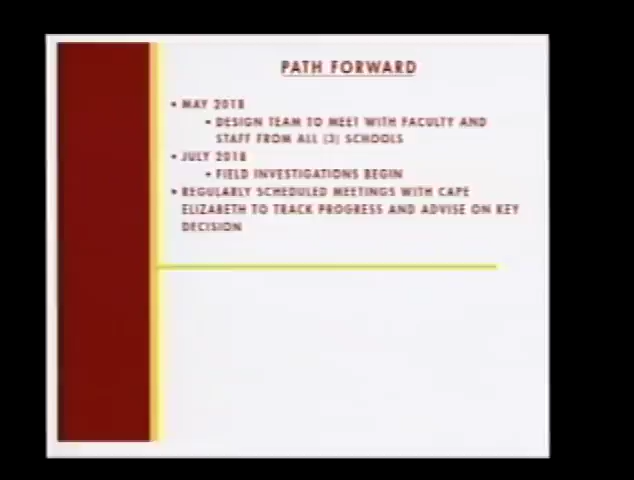 PATH FORWARD
• MAY 2018
• DESIGN TEAM TO MEET WITH FACULTY AND
STAFF FROM ALL (3) SCHOOLS
• JULY 2018
• FIELD INVESTIGATIONS BEGIN
• REGULARLY SCHEDULED MEETINGS WITH CAPE
ELIZABETH TO TRACK PROGRESS AND ADVISE ON KEY
DECISION